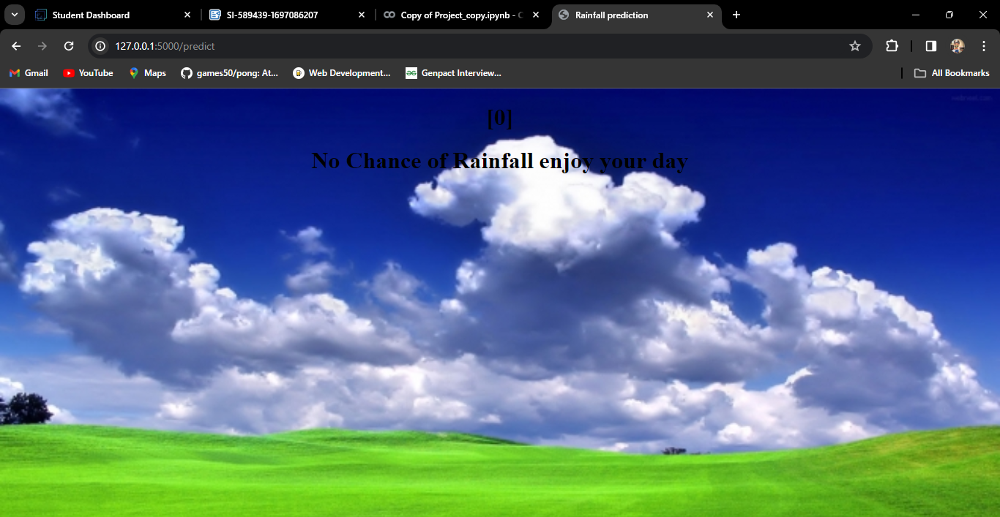 Student Dashboard
SI-589439-1697086207
Copy of Project_copy.ipynb - C
Rainfall prediction
127.0.0.1:5000/predict
Gmail
YouTube
Maps
games50/pong: At...
Web Development...
Genpact Interview...
All Bookmarks
[0]
No Chance of Rainfall enjoy your day